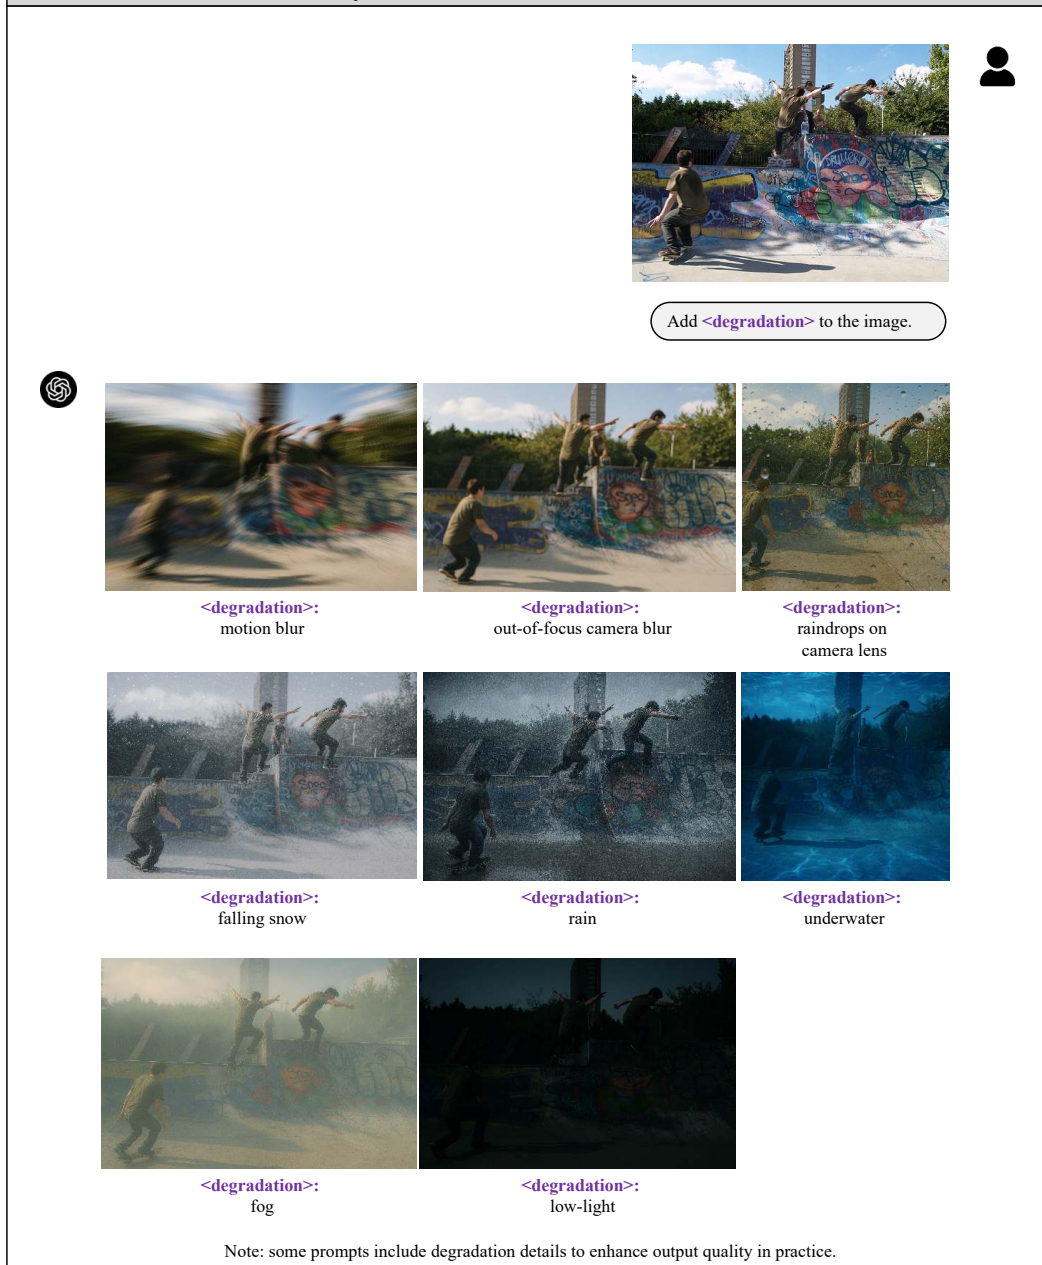 Add <degradation> to the image.
<degradation>:
motion blur
<degradation>:
out-of-focus camera blur
<degradation>:
raindrops on
camera lens
<degradation>:
falling snow
<degradation>:
rain
<degradation>:
underwater
<degradation>:
fog
<degradation>:
low-light
Note: some prompts include degradation details to enhance output quality in practice.